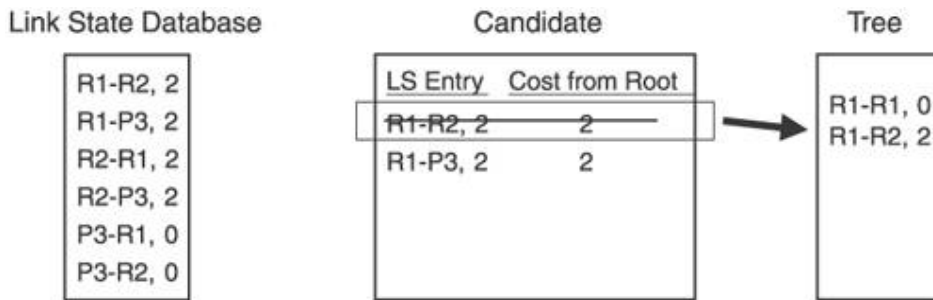 Link State Database
R1-R2, 2
R1-P3, 2
R2-R1, 2
R2-P3, 2
P3-R1, 0
P3-R2, 0
Candidate
LS Entry Cost from Root
R1-R2, 2 2
R1-P3, 2 2
Tree
R1-R1, 0
R1-R2, 2